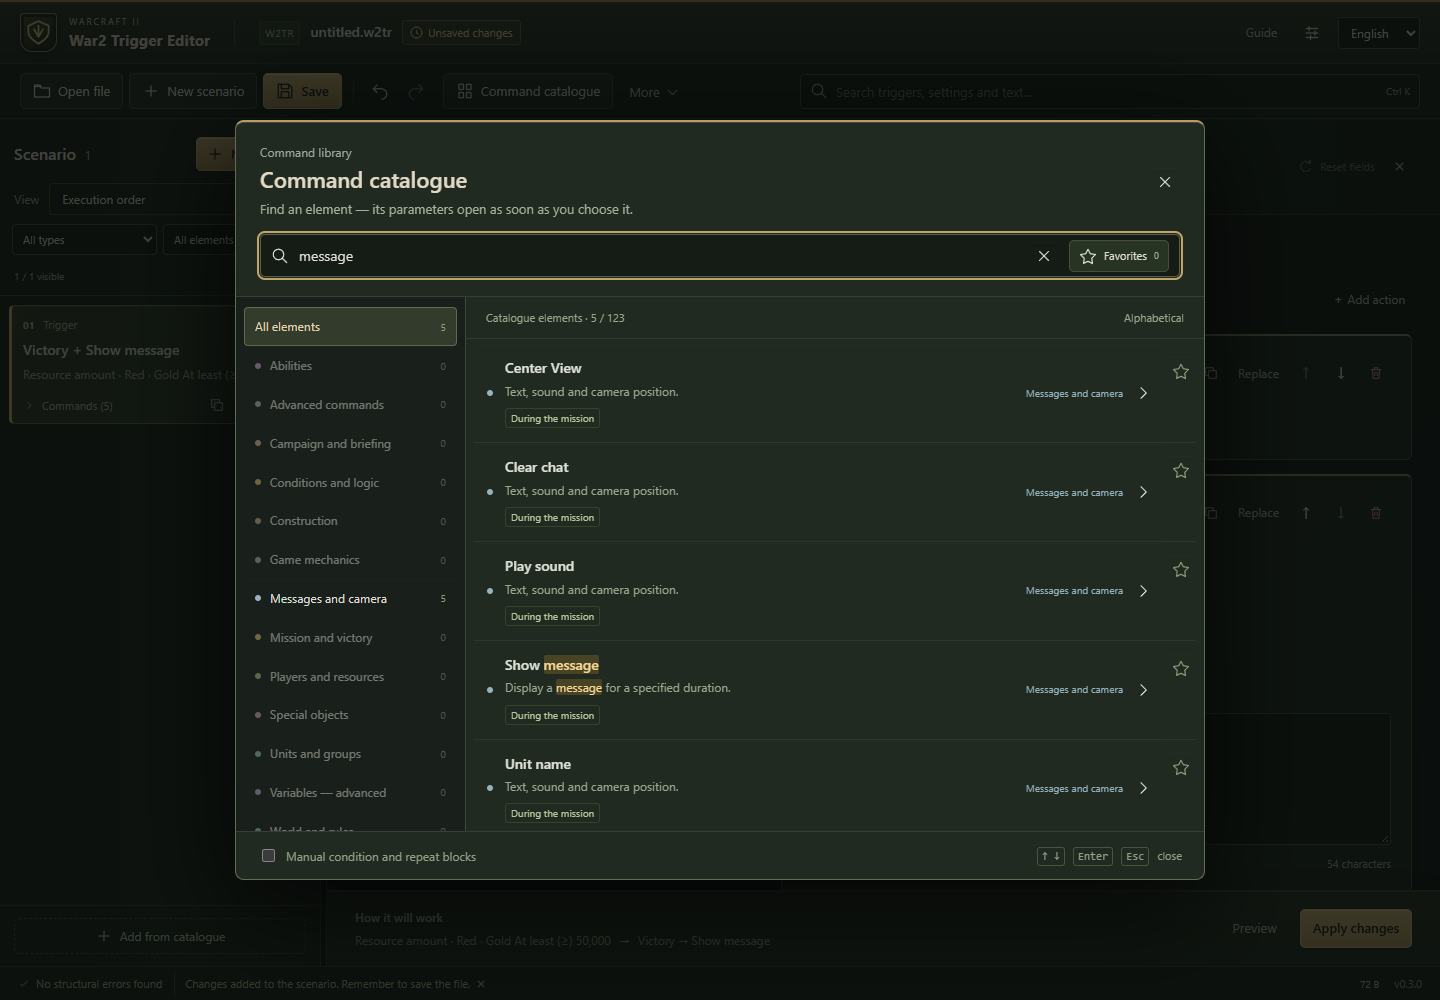 WARCRAFT II
War2 Trigger Editor
W2TR
untitled.w2tr
Unsaved changes
Guide
English
Open file
New scenario
Save
Command catalogue
More
Search triggers, settings and text...
Ctrl K
Scenario 1
Reset fields
View
Execution order
All types
All elements
1 / 1 visible
+ Add action
01 Trigger
Victory + Show message
Resource amount · Red · Gold At least (≥)
Commands (5)
Replace
Replace
Command library
Command catalogue
Find an element — its parameters open as soon as you choose it.
message
Favorites 0
All elements 5
Abilities 0
Advanced commands 0
Campaign and briefing 0
Conditions and logic 0
Construction 0
Game mechanics 0
Messages and camera 5
Mission and victory 0
Players and resources 0
Special objects 0
Units and groups 0
Variables — advanced 0
World and rules 0
Catalogue elements · 5 / 123
Alphabetical
Center View
Text, sound and camera position.
During the mission
Messages and camera
Clear chat
Text, sound and camera position.
During the mission
Messages and camera
Play sound
Text, sound and camera position.
During the mission
Messages and camera
Show message
Display a message for a specified duration.
During the mission
Messages and camera
Unit name
Text, sound and camera position.
During the mission
Messages and camera
Manual condition and repeat blocks
↑ ↓ Enter Esc close
54 characters
How it will work
Resource amount · Red · Gold At least (≥) 50,000 → Victory → Show message
Preview
Apply changes
Add from catalogue
No structural errors found
Changes added to the scenario. Remember to save the file.
72 B
v0.3.0